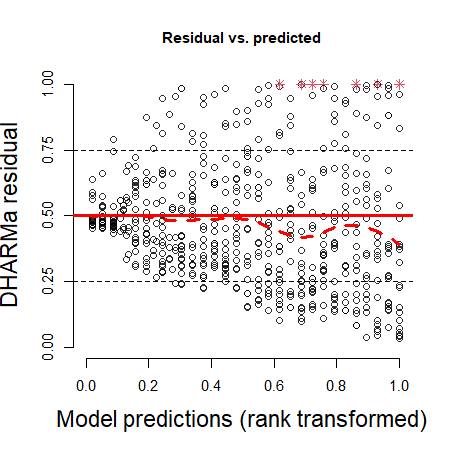 Residual vs. predicted
DHARMa residual
1.00
0.75
0.50
0.25
0.00
0.0 0.2 0.4 0.6 0.8 1.0
Model predictions (rank transformed)